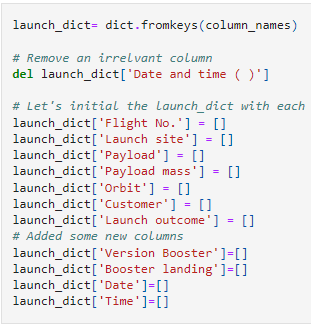 launch_dict= dict.fromkeys(column_names)
# Remove an irrelvant column
del launch_dict['Date and time ( )']
# Let's initial the launch_dict with each
launch_dict['Flight No.'] = []
launch_dict['Launch site'] = []
launch_dict['Payload'] = []
launch_dict['Payload mass'] = []
launch_dict['Orbit'] = []
launch_dict['Customer'] = []
launch_dict['Launch outcome'] = []
# Added some new columns
launch_dict['Version Booster']=[]
launch_dict['Booster landing']=[]
launch_dict['Date']=[]
launch_dict['Time']=[]